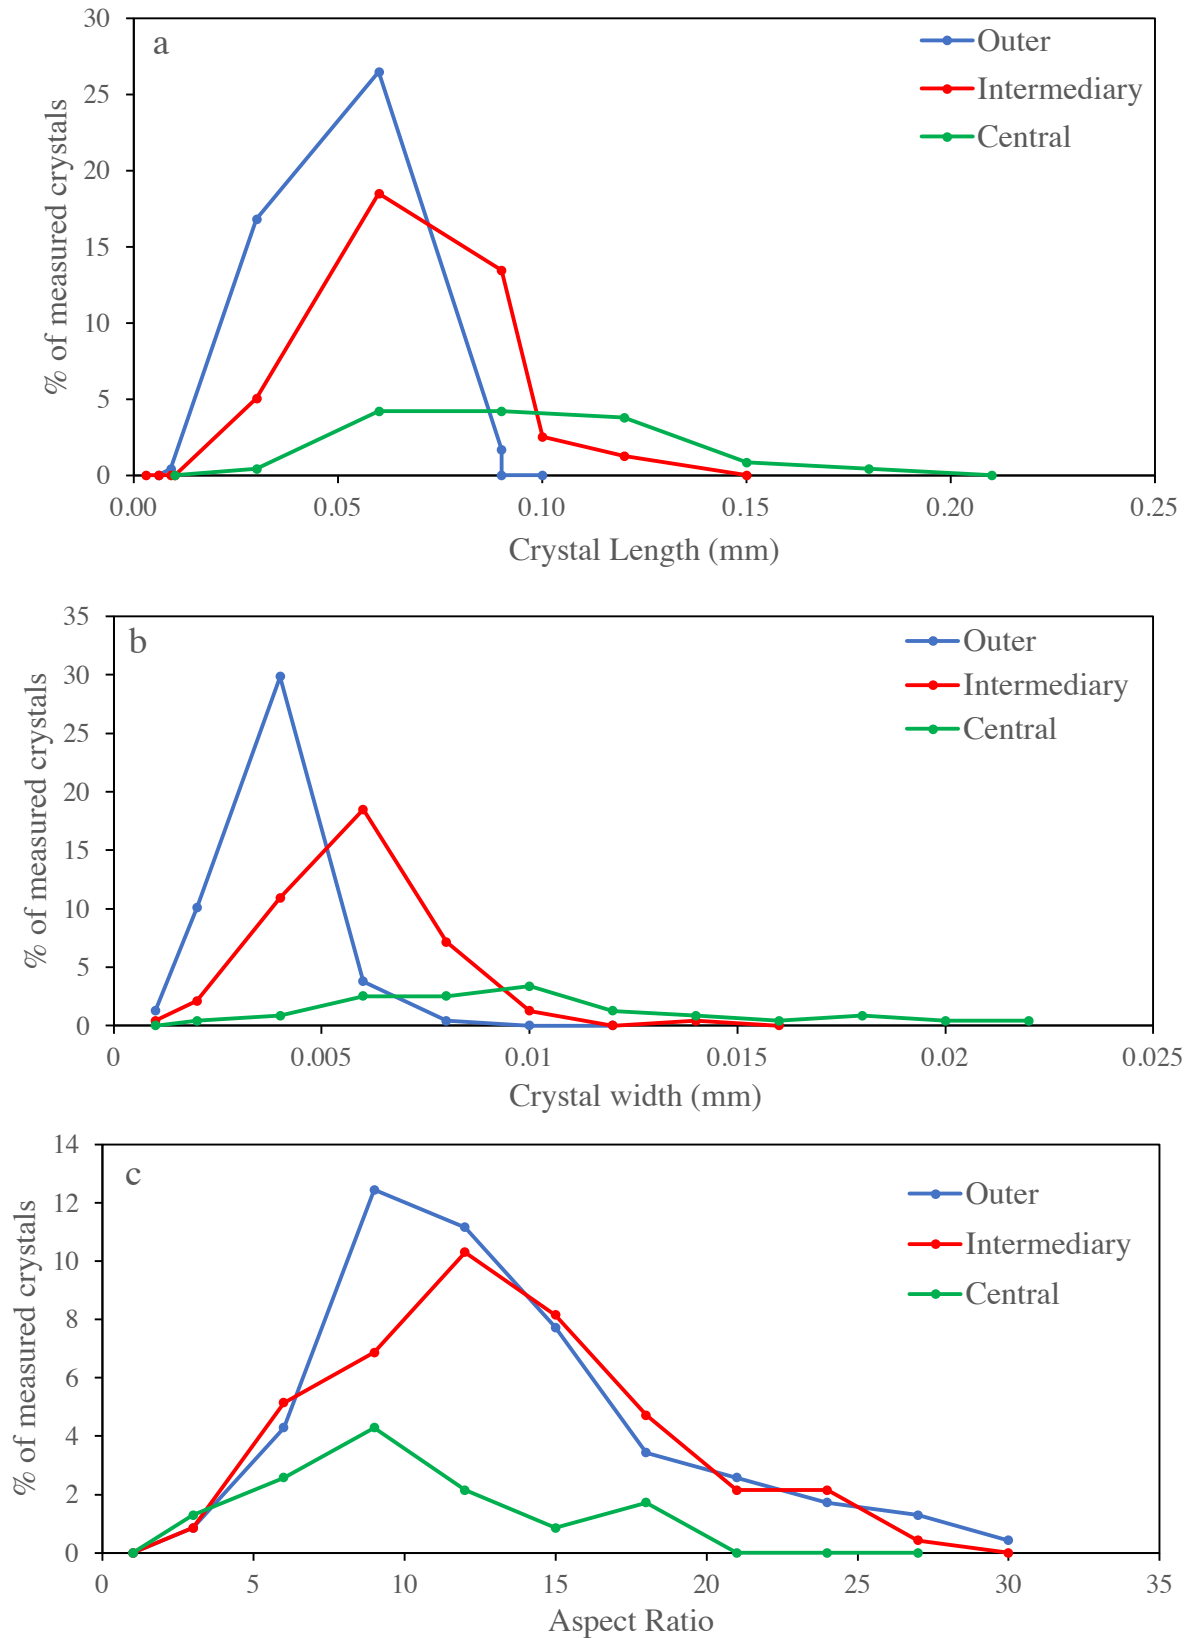 a
30
25
20
15
10
5
0
% of measured crystals
Outer
Intermediary
Central
0.00 0.05 0.10 0.15 0.20 0.25
Crystal Length (mm)
b
35
30
25
20
15
10
5
0
% of measured crystals
Outer
Intermediary
Central
0 0.005 0.01 0.015 0.02 0.025
Crystal width (mm)
c
14
12
10
8
6
4
2
0
% of measured crystals
Outer
Intermediary
Central
0 5 10 15 20 25 30 35
Aspect Ratio